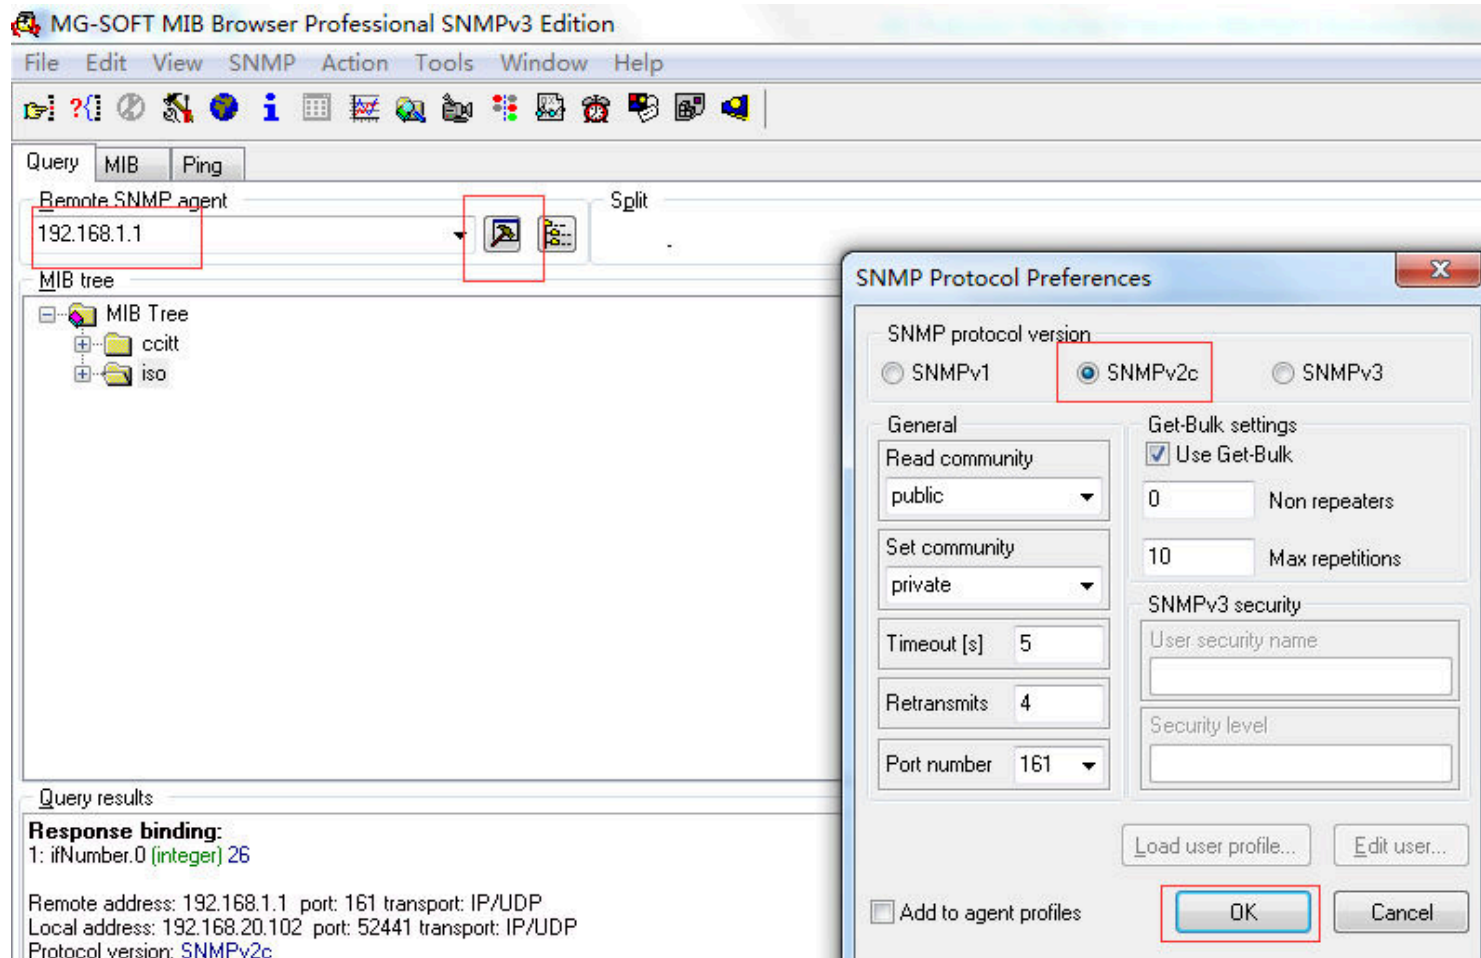 MG-SOFT MIB Browser Professional SNMPv3 Edition
File Edit View SNMP Action Tools Window Help
Query MIB Ping
Remote SNMP agent
Split
192.168.1.1
MIB tree
MIB Tree
ccitt
iso
SNMP Protocol Preferences
SNMP protocol version
SNMPv1 SNMPv2c SNMPv3
General
Read community
public
Set community
private
Timeout [s] 5
Retransmits 4
Port number 161
Get-Bulk settings
Use Get-Bulk
0 Non repeaters
10 Max repetitions
SNMPv3 security
User security name
Security level
Load user profile... Edit user...
Add to agent profiles OK Cancel
Query results
Response binding:
1: ifNumber.0 (integer) 26
Remote address: 192.168.1.1 port: 161 transport: IP/UDP
Local address: 192.168.20.102 port: 52441 transport: IP/UDP
Protocol version: SNMPv2c